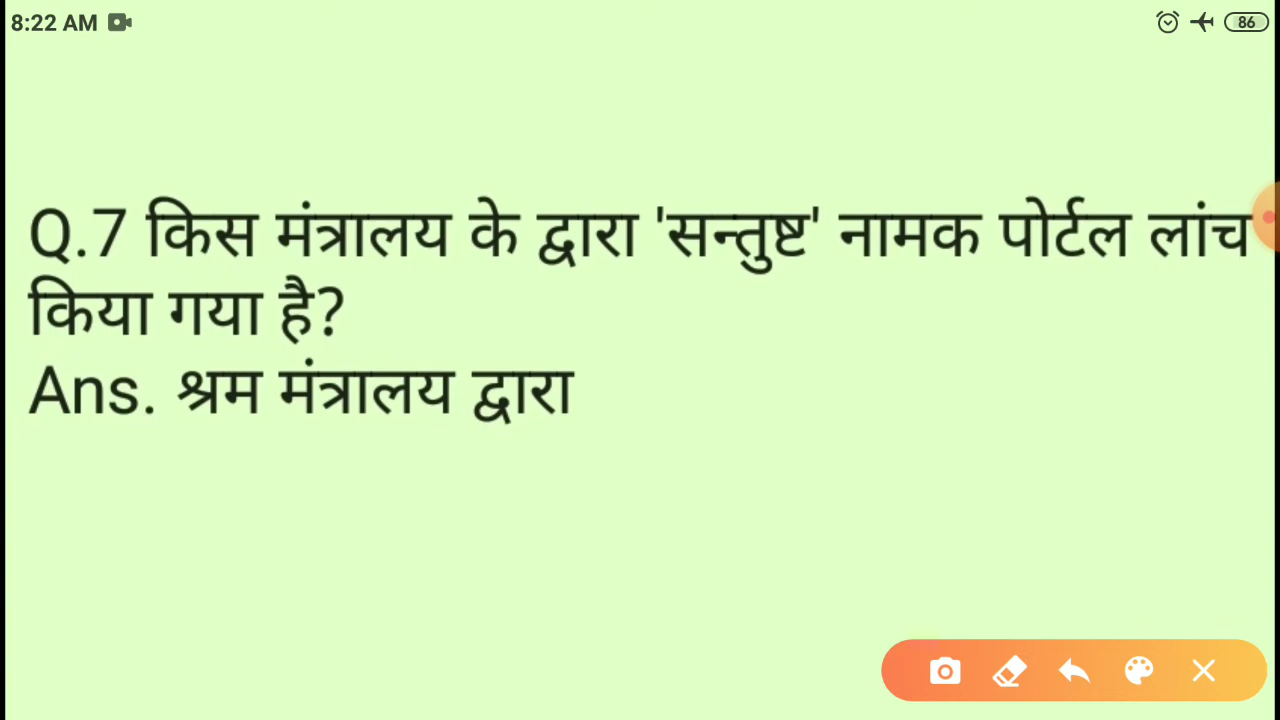 8:22 AM
86
Q.7 किस मंत्रालय के द्वारा 'सन्तुष्ट' नामक पोर्टल लांच
किया गया है?
Ans. श्रम मंत्रालय द्वारा